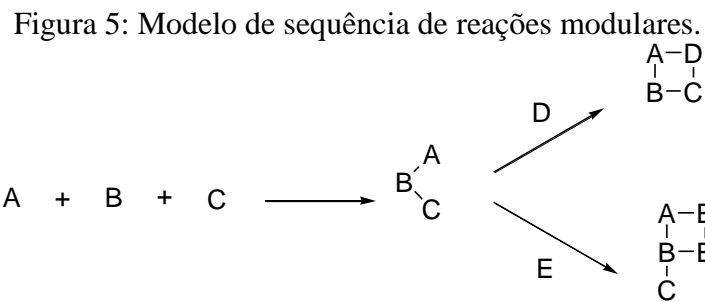 Figura 5: Modelo de sequência de reações modulares.
A–D
B–C
D
A
B
C
A + B + C
A–E
B–E
C
E